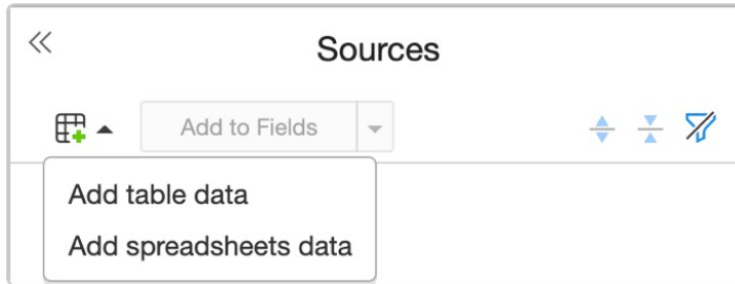 Sources
Add to Fields
Add table data
Add spreadsheets data